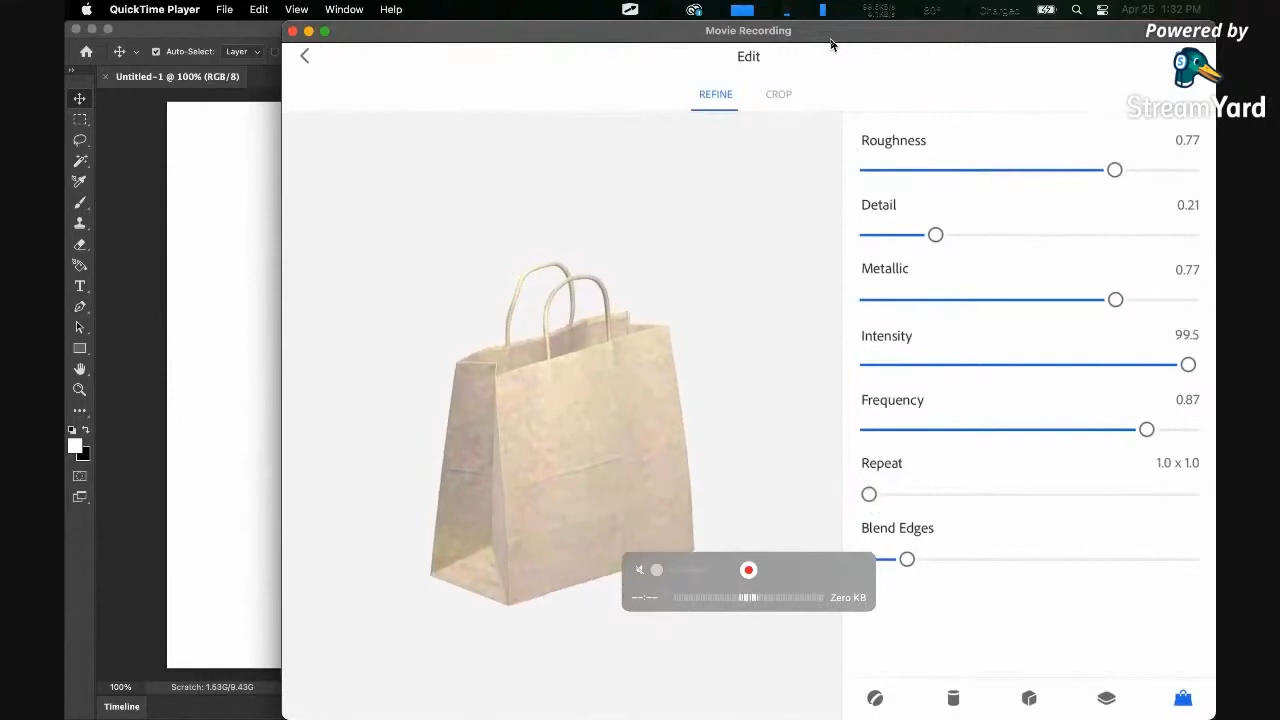 QuickTime Player File Edit View Window Help
Charged Apr 25 1:32 PM
Powered by
StreamYard
Movie Recording
Auto-Select: Layer
Untitled-1 @ 100% (RGB/8)
Edit
REFINE CROP
Roughness 0.77
Detail 0.21
Metallic 0.77
Intensity 99.5
Frequency 0.87
Repeat 1.0 x 1.0
Blend Edges
--:-- Zero KB
100% Scratch: 1.53G/9.43G
Timeline